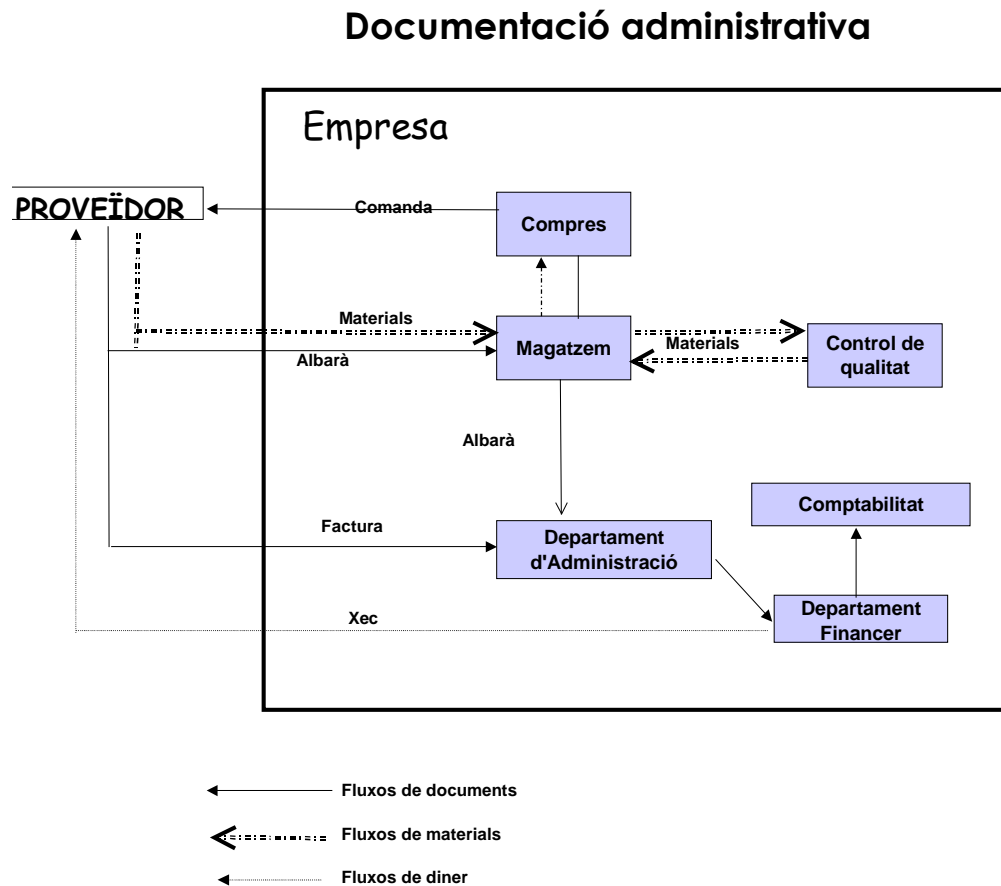 Documentació administrativa
Empresa
PROVEÏDOR
Comanda
Compres
Materials
Magatzem
Materials
Control de
qualitat
Albarà
Albarà
Comptabilitat
Factura
Departament
d'Administració
Departament
Financer
Xec
Fluxos de documents
Fluxos de materials
Fluxos de diner